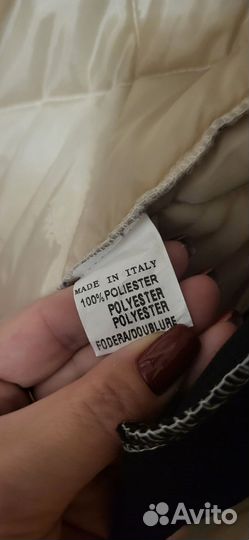 MADE IN ITALY
100% POLIESTER
POLYESTER
POLYESTER
FODERA/DOUBLURE
Avito